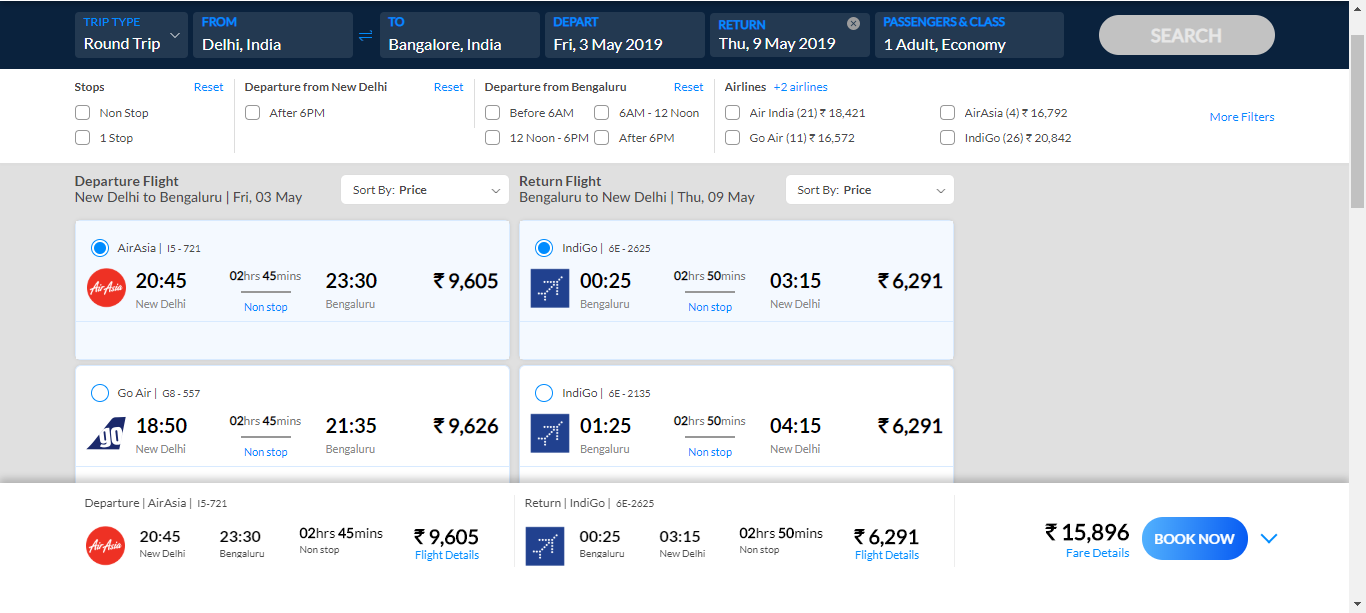 TRIP TYPE
Round Trip
FROM
Delhi, India
TO
Bangalore, India
DEPART
Fri, 3 May 2019
RETURN
Thu, 9 May 2019
PASSENGERS & CLASS
1 Adult, Economy
SEARCH
Stops Reset
Non Stop
1 Stop
Departure from New Delhi Reset
After 6PM
Departure from Bengaluru Reset
Before 6AM 6AM - 12 Noon
12 Noon - 6PM After 6PM
Airlines +2 airlines
Air India (21) ₹ 18,421 AirAsia (4) ₹ 16,792
Go Air (11) ₹ 16,572 IndiGo (26) ₹ 20,842
More Filters
Departure Flight
New Delhi to Bengaluru | Fri, 03 May
Sort By: Price
Return Flight
Bengaluru to New Delhi | Thu, 09 May
Sort By: Price
AirAsia | I5 - 721
AirAsia
20:45 02hrs 45mins 23:30 ₹ 9,605
New Delhi Non stop Bengaluru
IndiGo | 6E - 2625
00:25 02hrs 50mins 03:15 ₹ 6,291
Bengaluru Non stop New Delhi
Go Air | G8 - 557
go
18:50 02hrs 45mins 21:35 ₹ 9,626
New Delhi Non stop Bengaluru
IndiGo | 6E - 2135
01:25 02hrs 50mins 04:15 ₹ 6,291
Bengaluru Non stop New Delhi
Departure | AirAsia | I5-721
AirAsia
20:45 23:30 02hrs 45mins ₹ 9,605
New Delhi Bengaluru Non stop Flight Details
Return | IndiGo | 6E-2625
00:25 03:15 02hrs 50mins ₹ 6,291
Bengaluru New Delhi Non stop Flight Details
₹ 15,896
Fare Details
BOOK NOW